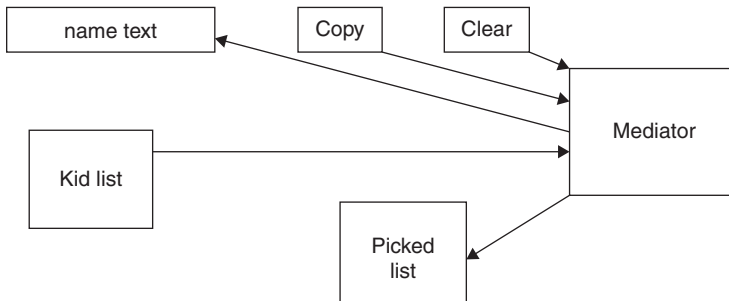 name text
Copy
Clear
Mediator
Kid list
Picked
list